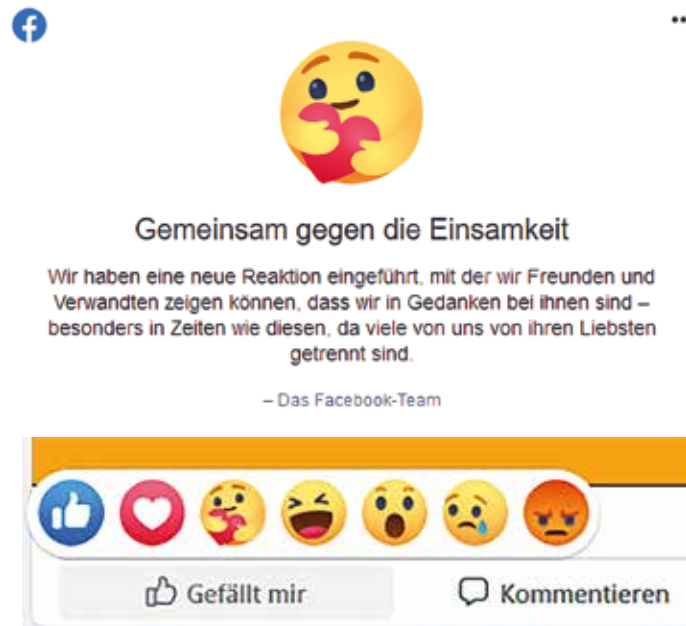 Gemeinsam gegen die Einsamkeit
Wir haben eine neue Reaktion eingeführt, mit der wir Freunden und
Verwandten zeigen können, dass wir in Gedanken bei ihnen sind –
besonders in Zeiten wie diesen, da viele von uns von ihren Liebsten
getrennt sind.
– Das Facebook-Team
Gefällt mir
Kommentieren